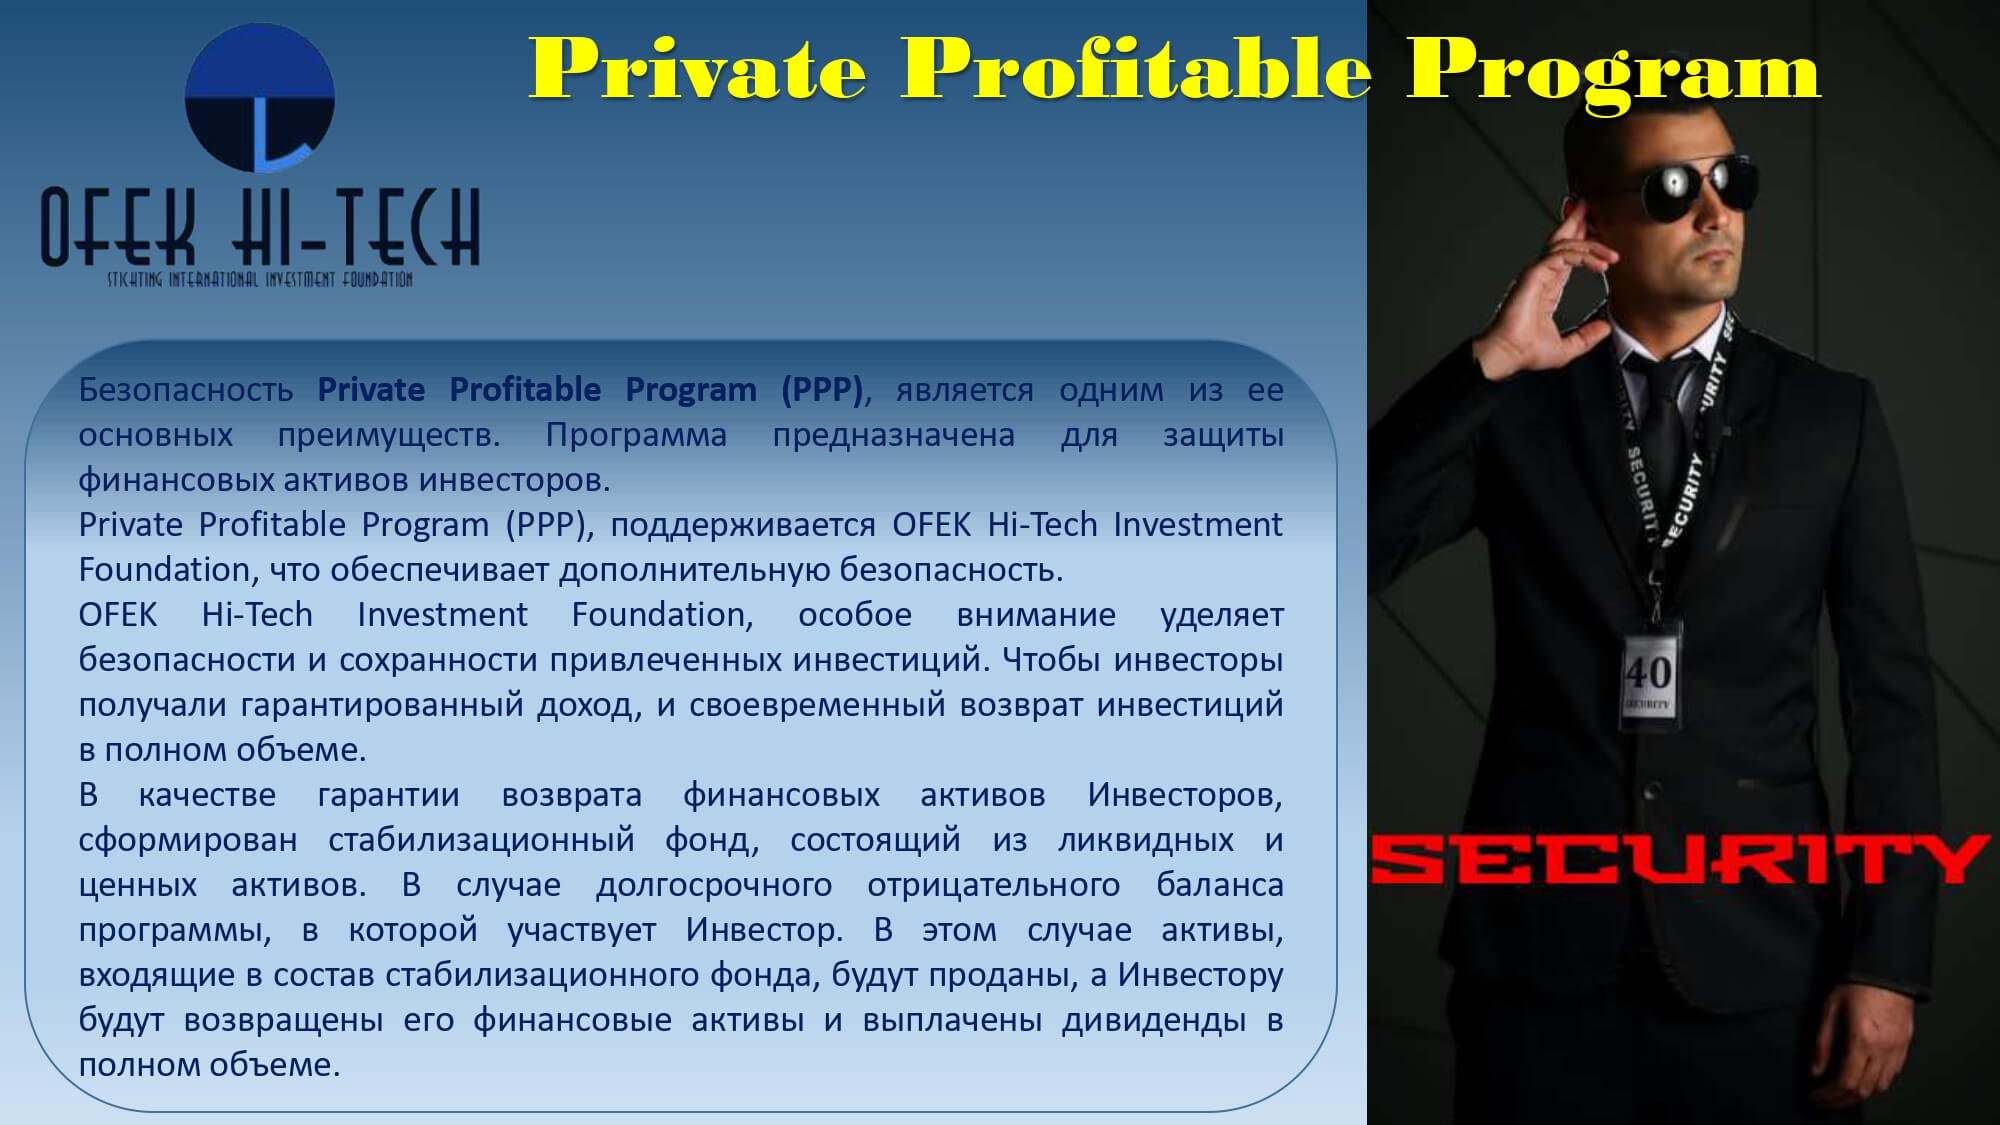 Private Profitable Program
OFEK HI-TECH
STICHTING INTERNATIONAL INVESTMENT FOUNDATION
Безопасность Private Profitable Program (PPP), является одним из ее
основных преимуществ. Программа предназначена для защиты
финансовых активов инвесторов.
Private Profitable Program (PPP), поддерживается OFEK Hi-Tech Investment
Foundation, что обеспечивает дополнительную безопасность.
OFEK Hi-Tech Investment Foundation, особое внимание уделяет
безопасности и сохранности привлеченных инвестиций. Чтобы инвесторы
получали гарантированный доход, и своевременный возврат инвестиций
в полном объеме.
В качестве гарантии возврата финансовых активов Инвесторов,
сформирован стабилизационный фонд, состоящий из ликвидных и
ценных активов. В случае долгосрочного отрицательного баланса
программы, в которой участвует Инвестор. В этом случае активы,
входящие в состав стабилизационного фонда, будут проданы, а Инвестору
будут возвращены его финансовые активы и выплачены дивиденды в
полном объеме.
SECURITY
SECURITY
SECURITY
40
SECURITY
SECURITY